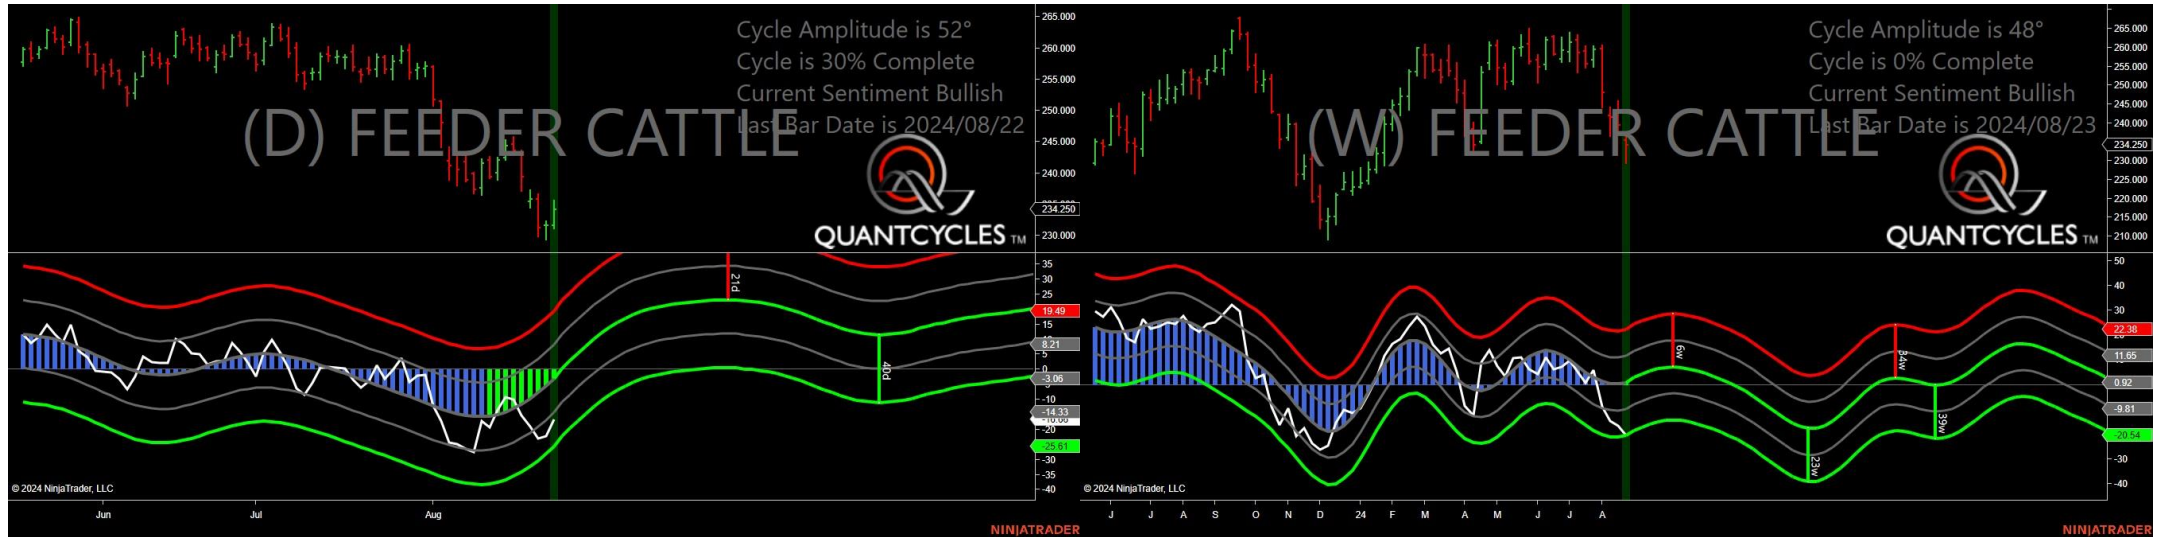 Cycle Amplitude is 52°
Cycle is 30% Complete
Current Sentiment Bullish
Last Bar Date is 2024/08/22
(D) FEEDER CATTLE
QUANTCYCLES TM
265.000
260.000
255.000
250.000
245.000
240.000
234.250
230.000
35
30
25
19.49
15
8.21
5
0
-3.06
-10
-14.33
-20
-25.61
-30
-35
-40
21d
40d
© 2024 NinjaTrader, LLC
Jun
Jul
Aug
NINJATRADER
Cycle Amplitude is 48°
Cycle is 0% Complete
Current Sentiment Bullish
Last Bar Date is 2024/08/23
(W) FEEDER CATTLE
QUANTCYCLES TM
265.000
260.000
255.000
250.000
245.000
240.000
234.250
230.000
225.000
220.000
215.000
210.000
50
40
30
22.38
11.65
0.92
-9.81
-20.54
-30
-40
6w
34w
23w
39w
© 2024 NinjaTrader, LLC
J J A S O N D 24 F M A M J J A
NINJATRADER